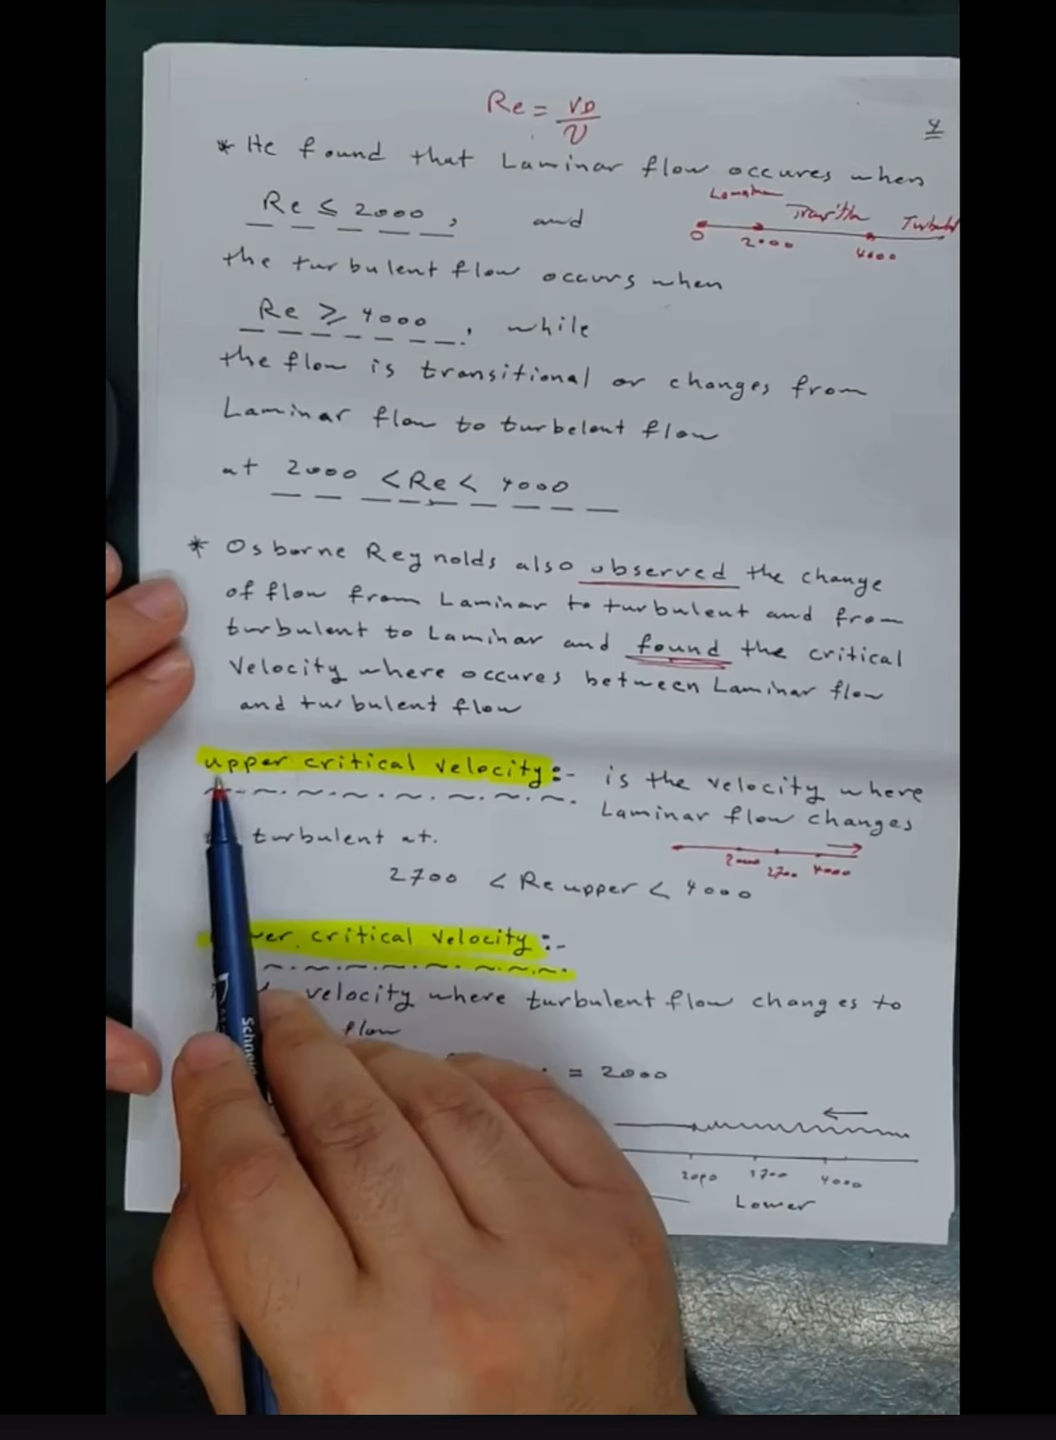 Re = VD
ν
4
* He found that Laminar flow occures when
Re ≤ 2000, and
0 2000 4000
the turbulent flow occurs when
Re ≥ 4000, while
the flow is transitional or changes from
Laminar flow to turbelent flow
at 2000 < Re < 4000
* Osborne Reynolds also observed the change
of flow from Laminar to turbulent and from
turbulent to Laminar and found the critical
Velocity where occures between Laminar flow
and turbulent flow
upper critical velocity:- is the velocity where
Laminar flow changes
turbulent at.
2000 2700 4000
2700 < Re upper < 4000
critical velocity:-
velocity where turbulent flow changes to
flow
= 2000
4000
Lower
Schneid